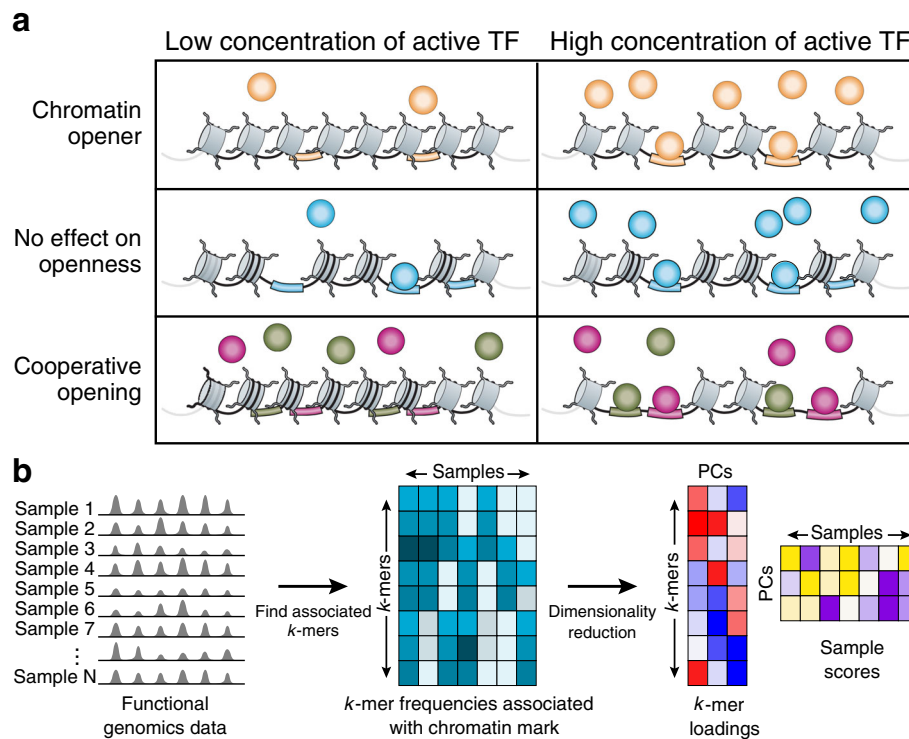 a
Low concentration of active TF
High concentration of active TF
Chromatin
opener
No effect on
openness
Cooperative
opening
b
Sample 1
Sample 2
Sample 3
Sample 4
Sample 5
Sample 6
Sample 7
⋮
Sample N
Functional
genomics data
Find associated
k-mers
Samples
k-mers
k-mer frequencies associated
with chromatin mark
Dimensionality
reduction
PCs
k-mers
k-mer
loadings
Samples
PCs
Sample
scores